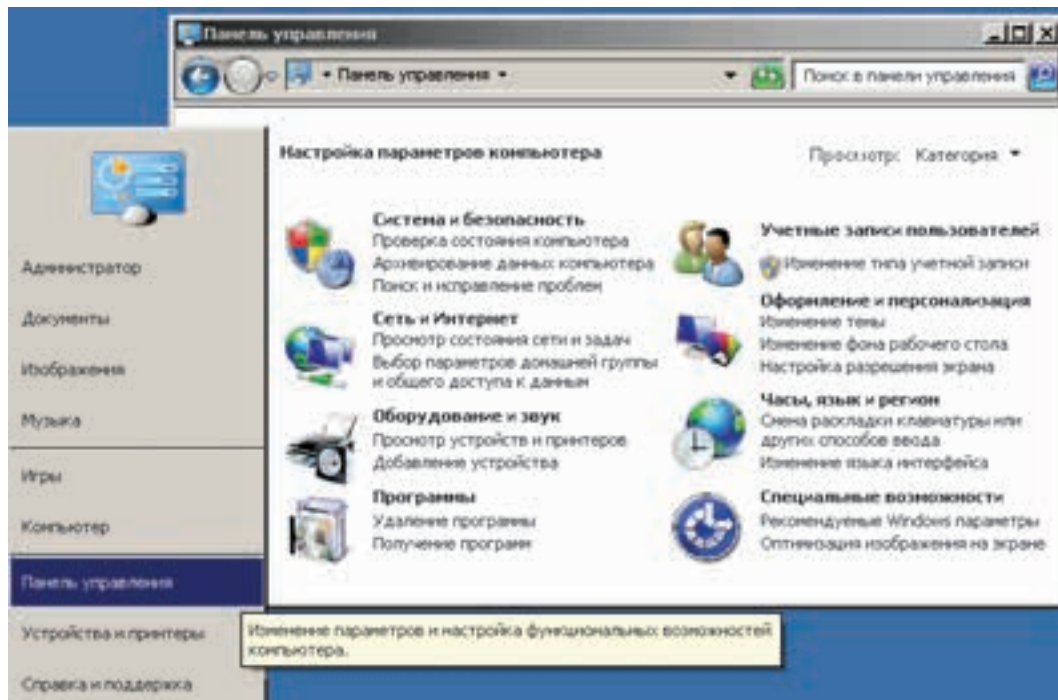 Панель управления
Панель управления
Поиск в панели управления
Настройка параметров компьютера
Просмотр: Категория
Система и безопасность
Проверка состояния компьютера
Архивирование данных компьютера
Поиск и исправление проблем
Сеть и Интернет
Просмотр состояния сети и задач
Выбор параметров домашней группы
и общего доступа к данным
Оборудование и звук
Просмотр устройств и принтеров
Добавление устройства
Программы
Удаление программы
Получение программ
Учетные записи пользователей
Изменение типа учетной записи
Оформление и персонализация
Изменение темы
Изменение фона рабочего стола
Настройка разрешения экрана
Часы, язык и регион
Смена раскладки клавиатуры или
других способов ввода
Изменение языка интерфейса
Специальные возможности
Рекомендуемые Windows параметры
Оптимизация изображения на экране
Администратор
Документы
Изображения
Музыка
Игры
Компьютер
Панель управления
Устройства и принтеры
Справка и поддержка
Изменение параметров и настройка функциональных возможностей
компьютера.